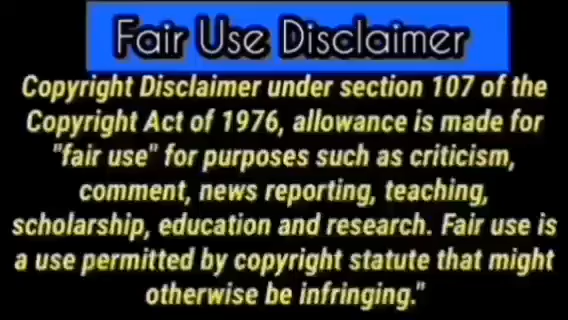 Fair Use Disclaimer
Copyright Disclaimer under section 107 of the
Copyright Act of 1976, allowance is made for
"fair use" for purposes such as criticism,
comment, news reporting, teaching,
scholarship, education and research. Fair use is
a use permitted by copyright statute that might
otherwise be infringing."